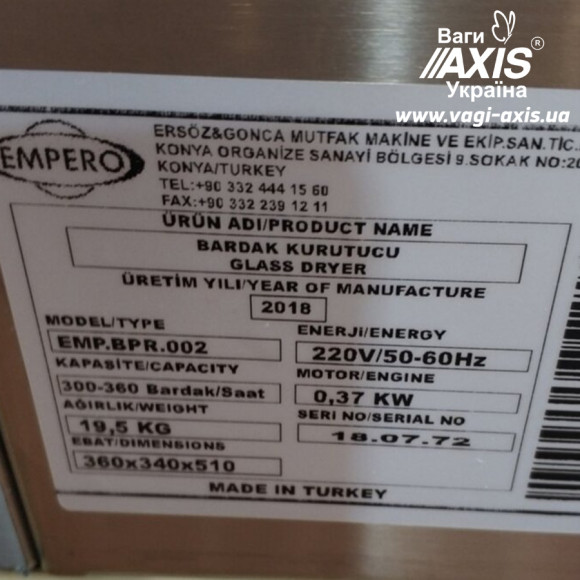 Ваги
AXIS®
Україна
www.vagi-axis.ua
EMPERO
ERSÖZ&GONCA MUTFAK MAKİNE VE EKİP.SAN.TİC.
KONYA ORGANİZE SANAYİ BÖLGESİ 9.SOKAK NO:26
KONYA/TURKEY
TEL:+90 332 444 15 60
FAX:+90 332 239 12 11
ÜRÜN ADI/PRODUCT NAME
BARDAK KURUTUCU
GLASS DRYER
ÜRETİM YILI/YEAR OF MANUFACTURE
2018
MODEL/TYPE
EMP.BPR.002
ENERJİ/ENERGY
220V/50-60Hz
KAPASİTE/CAPACITY
300-360 Bardak/Saat
MOTOR/ENGINE
0,37 KW
AĞIRLIK/WEIGHT
19,5 KG
SERI NO/SERIAL NO
18.07.72
EBAT/DIMENSIONS
360x340x510
MADE IN TURKEY